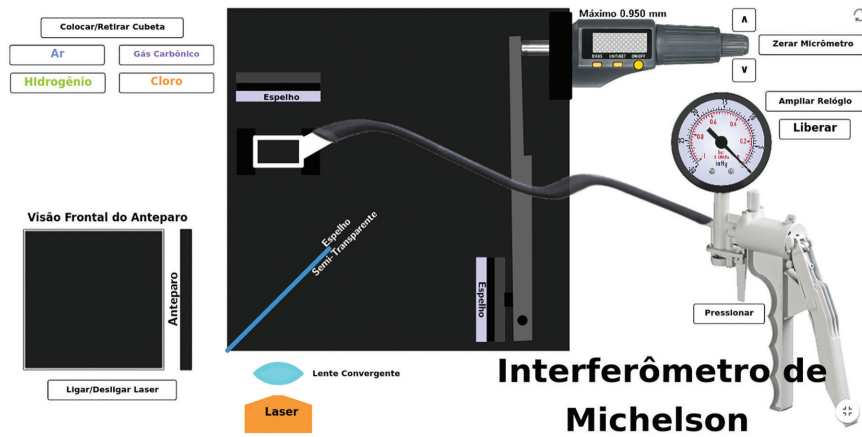 Colocar/Retirar Cubeta
Ar
Gás Carbônico
HIdrogênio
Cloro
Espelho
Máximo 0.950 mm
Zerar Micrômetro
Ampliar Relógio
Liberar
inHg
Visão Frontal do Anteparo
Anteparo
Espelho
Semi-Transparente
Espelho
Pressionar
Ligar/Desligar Laser
Lente Convergente
Laser
Interferômetro de
Michelson